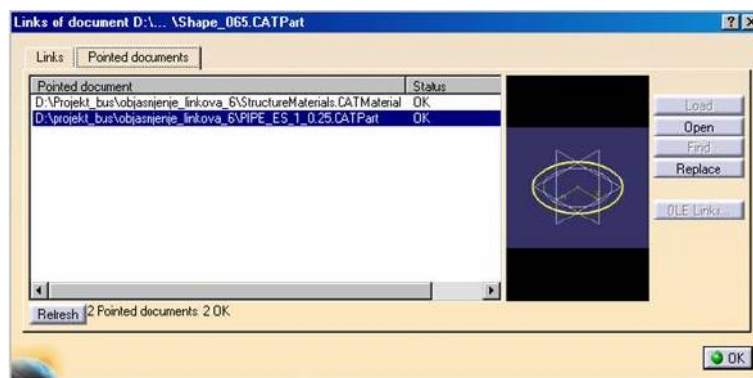 Links of document D:\... \Shape_065.CATPart
Links Pointed documents
Pointed document Status
D:\Projekt_bus\objasnjenje_linkova_6\StructureMaterials.CATMaterial OK
D:\projekt_bus\objasnjenje_linkova_6\PIPE_ES_1_0.25.CATPart OK
Load
Open
Find
Replace
OLE Links...
Refresh 2 Pointed documents 2 OK
OK